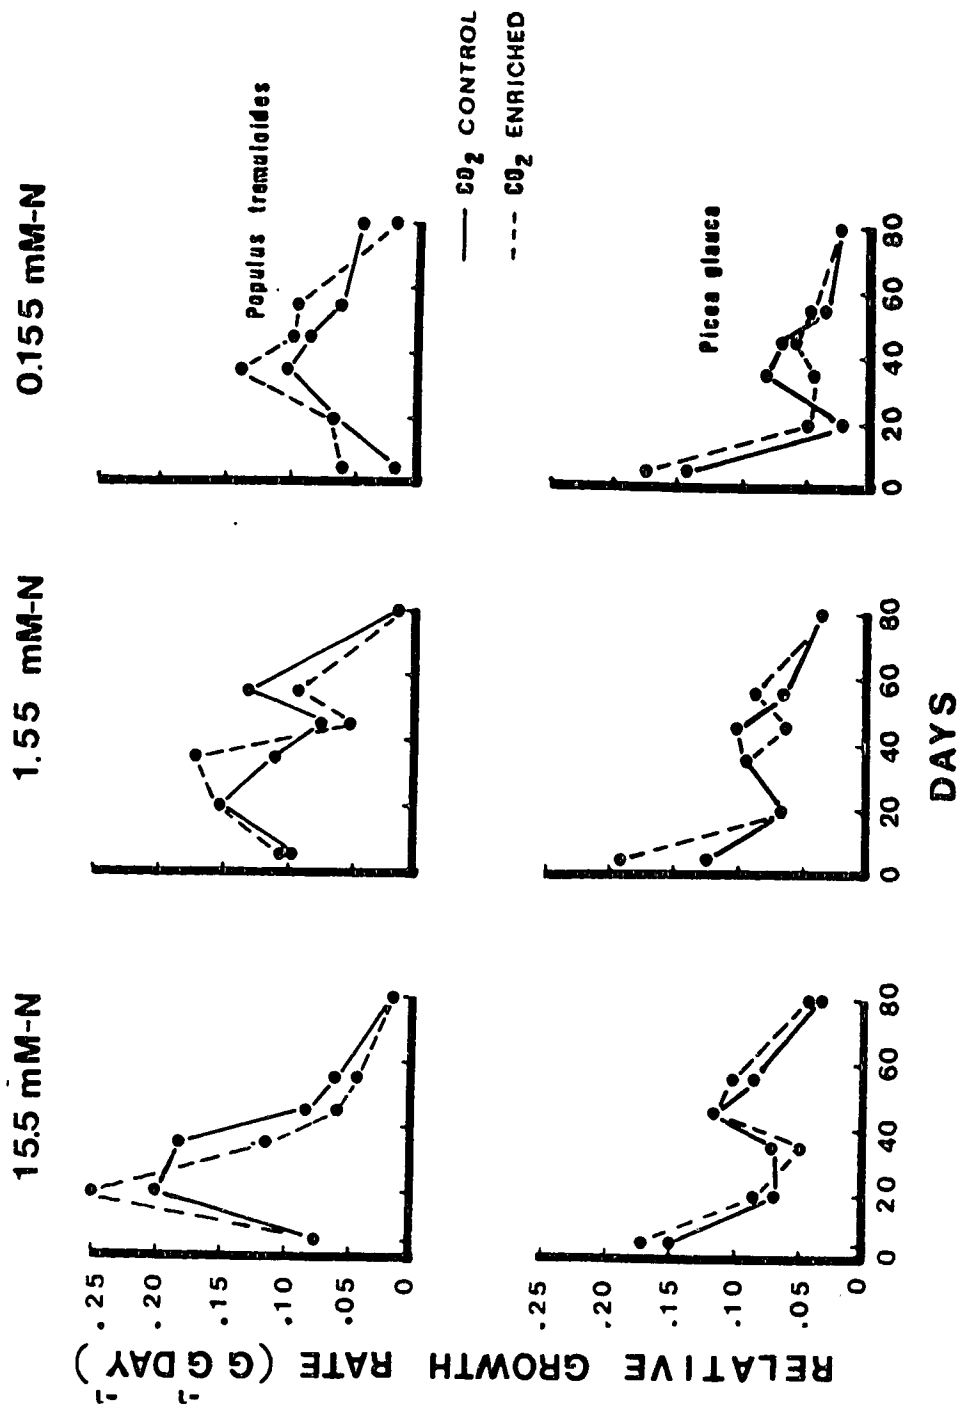 15.5 mM-N
1.55 mM-N
0.155 mM-N
Populus tremuloides
CO2 CONTROL
CO2 ENRICHED
Picea glauca
RELATIVE GROWTH RATE (G G-1 DAY-1)
.25
.20
.15
.10
.05
0
.25
.20
.15
.10
.05
0
0 20 40 60 80
0 20 40 60 80
0 20 40 60 80
DAYS